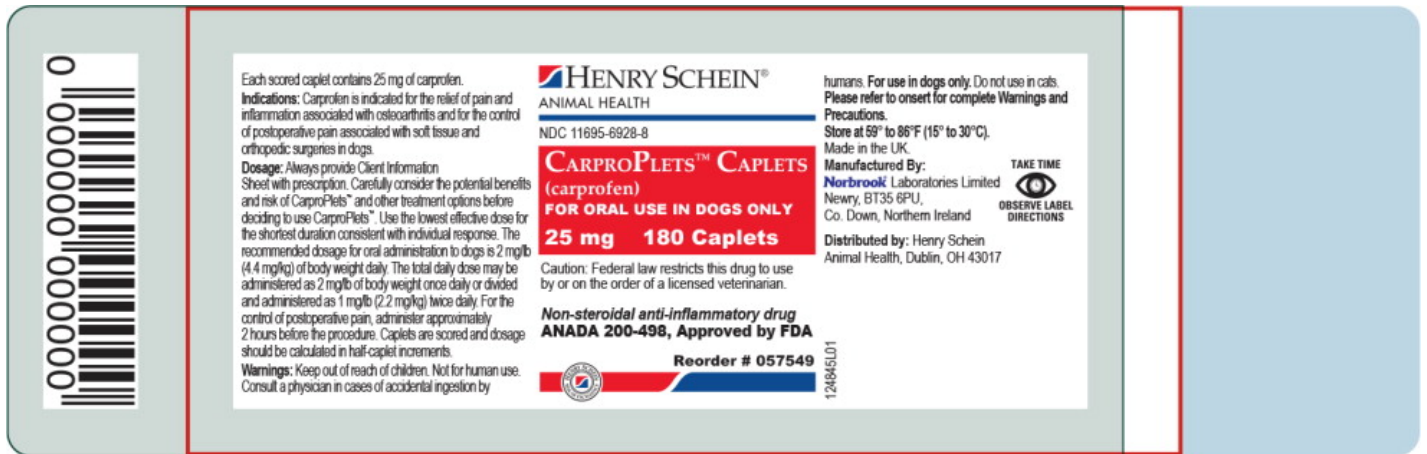 0 00000 00000 0
Each scored caplet contains 25 mg of carprofen.
Indications: Carprofen is indicated for the relief of pain and
inflammation associated with osteoarthritis and for the control
of postoperative pain associated with soft tissue and
orthopedic surgeries in dogs.
Dosage: Always provide Client Information
Sheet with prescription. Carefully consider the potential benefits
and risk of CarproPlets™ and other treatment options before
deciding to use CarproPlets™. Use the lowest effective dose for
the shortest duration consistent with individual response. The
recommended dosage for oral administration to dogs is 2 mg/lb
(4.4 mg/kg) of body weight daily. The total daily dose may be
administered as 2 mg/lb of body weight once daily or divided
and administered as 1 mg/lb (2.2 mg/kg) twice daily. For the
control of postoperative pain, administer approximately
2 hours before the procedure. Caplets are scored and dosage
should be calculated in half-caplet increments.
Warnings: Keep out of reach of children. Not for human use.
Consult a physician in cases of accidental ingestion by
HENRY SCHEIN®
ANIMAL HEALTH
NDC 11695-6928-8
CARPROPLETS™ CAPLETS
(carprofen)
FOR ORAL USE IN DOGS ONLY
25 mg 180 Caplets
Caution: Federal law restricts this drug to use
by or on the order of a licensed veterinarian.
Non-steroidal anti-inflammatory drug
ANADA 200-498, Approved by FDA
Reorder # 057549
humans. For use in dogs only. Do not use in cats.
Please refer to onsert for complete Warnings and
Precautions.
Store at 59° to 86°F (15° to 30°C).
Made in the UK.
Manufactured By:
Norbrook® Laboratories Limited
Newry, BT35 6PU,
Co. Down, Northern Ireland
Distributed by: Henry Schein
Animal Health, Dublin, OH 43017
TAKE TIME
OBSERVE LABEL
DIRECTIONS
124845L01